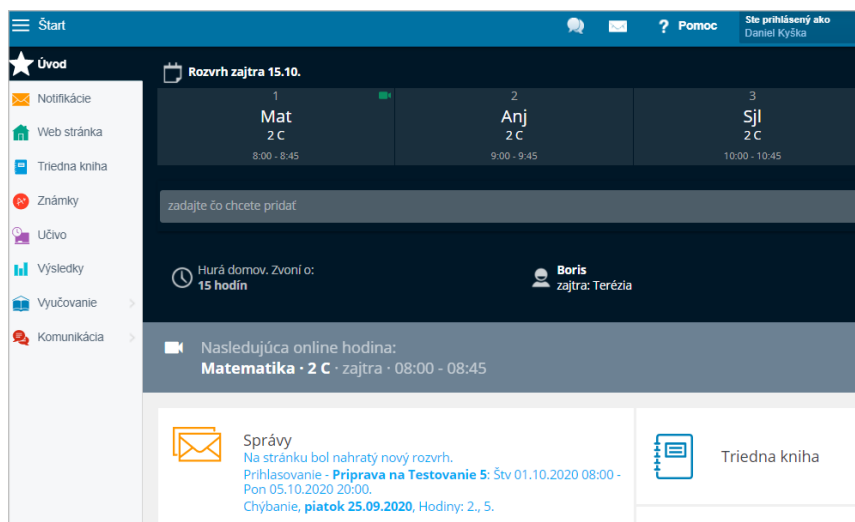 Štart
Pomoc
Ste prihlásený ako
Daniel Kyška
Úvod
Notifikácie
Web stránka
Triedna kniha
Známky
Učivo
Výsledky
Vyučovanie
Komunikácia
Rozvrh zajtra 15.10.
1
Mat
2 C
8:00 - 8:45
2
Anj
2 C
9:00 - 9:45
3
Sjl
2 C
10:00 - 10:45
zadajte čo chcete pridať
Hurá domov. Zvoní o:
15 hodín
Boris
zajtra: Terézia
Nasledujúca online hodina:
Matematika · 2 C · zajtra · 08:00 - 08:45
Správy
Na stránku bol nahratý nový rozvrh.
Prihlasovanie - Priprava na Testovanie 5: Štv 01.10.2020 08:00 -
Pon 05.10.2020 20:00.
Chýbanie, piatok 25.09.2020, Hodiny: 2., 5.
Triedna kniha